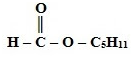 O
H – C – O – C₅H₁₁